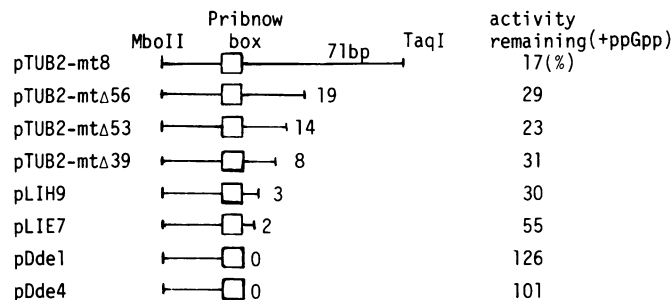 Pribnow activity
MboII box TaqI remaining(+ppGpp)
71bp
pTUB2-mt8 17(%)
pTUB2-mtΔ56 19 29
pTUB2-mtΔ53 14 23
pTUB2-mtΔ39 8 31
pLIH9 3 30
pLIE7 2 55
pDde1 0 126
pDde4 0 101